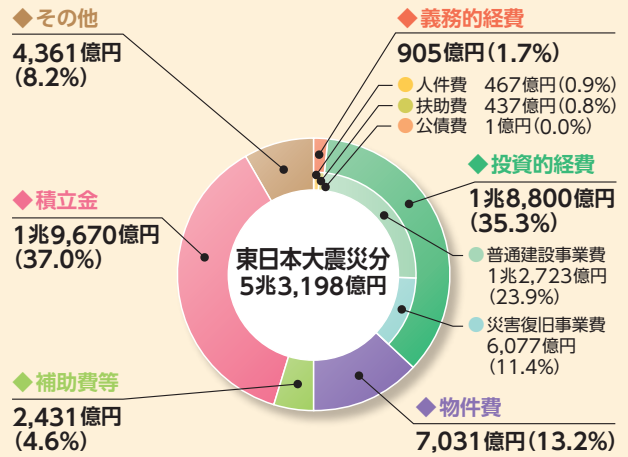 ◆その他
4,361億円
(8.2%)
◆義務的経費
905億円(1.7%)
●人件費 467億円(0.9%)
●扶助費 437億円(0.8%)
●公債費 1億円(0.0%)
◆投資的経費
1兆8,800億円
(35.3%)
●普通建設事業費
1兆2,723億円
(23.9%)
●災害復旧事業費
6,077億円
(11.4%)
◆積立金
1兆9,670億円
(37.0%)
東日本大震災分
5兆3,198億円
◆補助費等
2,431億円
(4.6%)
◆物件費
7,031億円(13.2%)